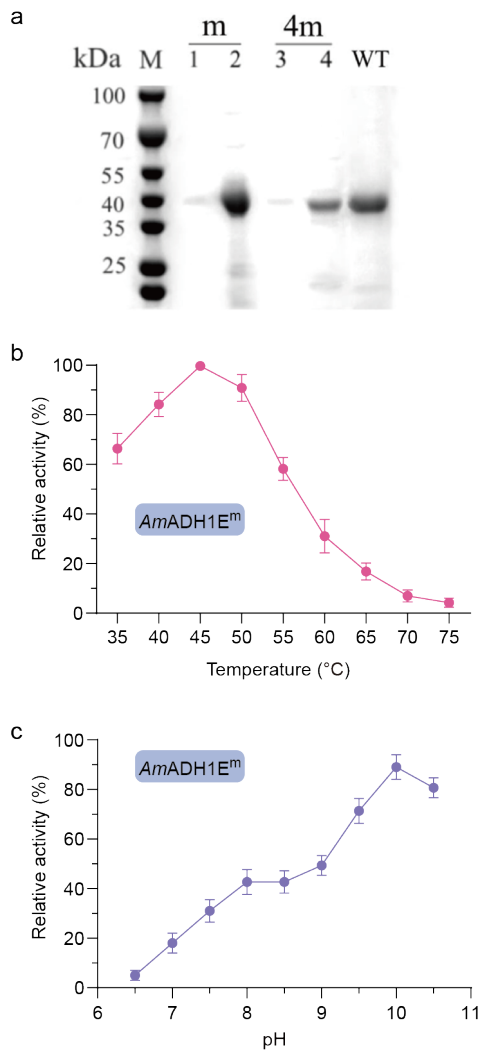 a
m 4m
kDa M 1 2 3 4 WT
100
70
55
40
35
25
b
Relative activity (%)
100
80
60
40
20
0
AmADH1Eᵐ
35 40 45 50 55 60 65 70 75
Temperature (°C)
c
Relative activity (%)
100
80
60
40
20
0
AmADH1Eᵐ
6 7 8 9 10 11
pH